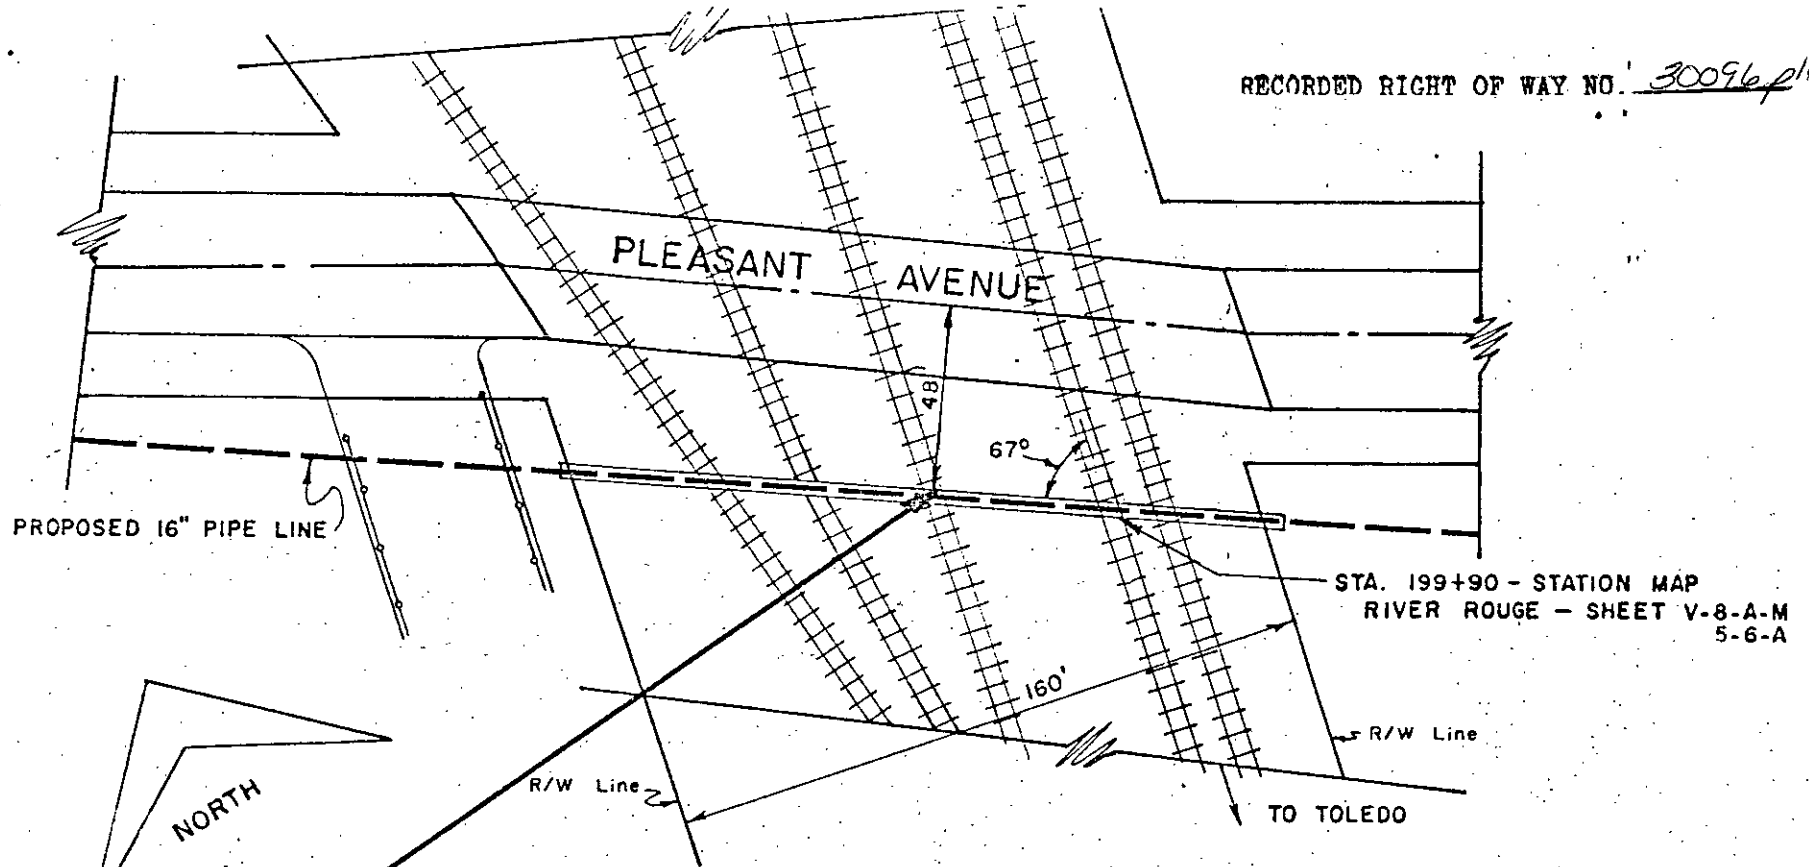 RECORDED RIGHT OF WAY NO. 30096
PLEASANT AVENUE
48
67°
PROPOSED 16" PIPE LINE
STA. 199+90 - STATION MAP
RIVER ROUGE - SHEET V-8-A-M
5-6-A
160'
R/W Line
R/W Line
NORTH
TO TOLEDO